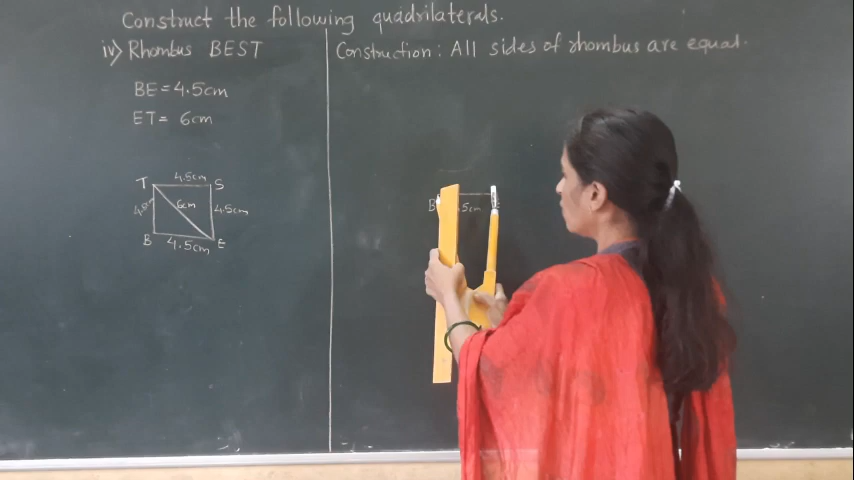 Construct the following quadrilaterals.
iv) Rhombus BEST
BE = 4.5cm
ET = 6cm
4.5cm
T S
6cm 4.5cm
B E
4.5cm
Construction: All sides of rhombus are equal.
B 5cm